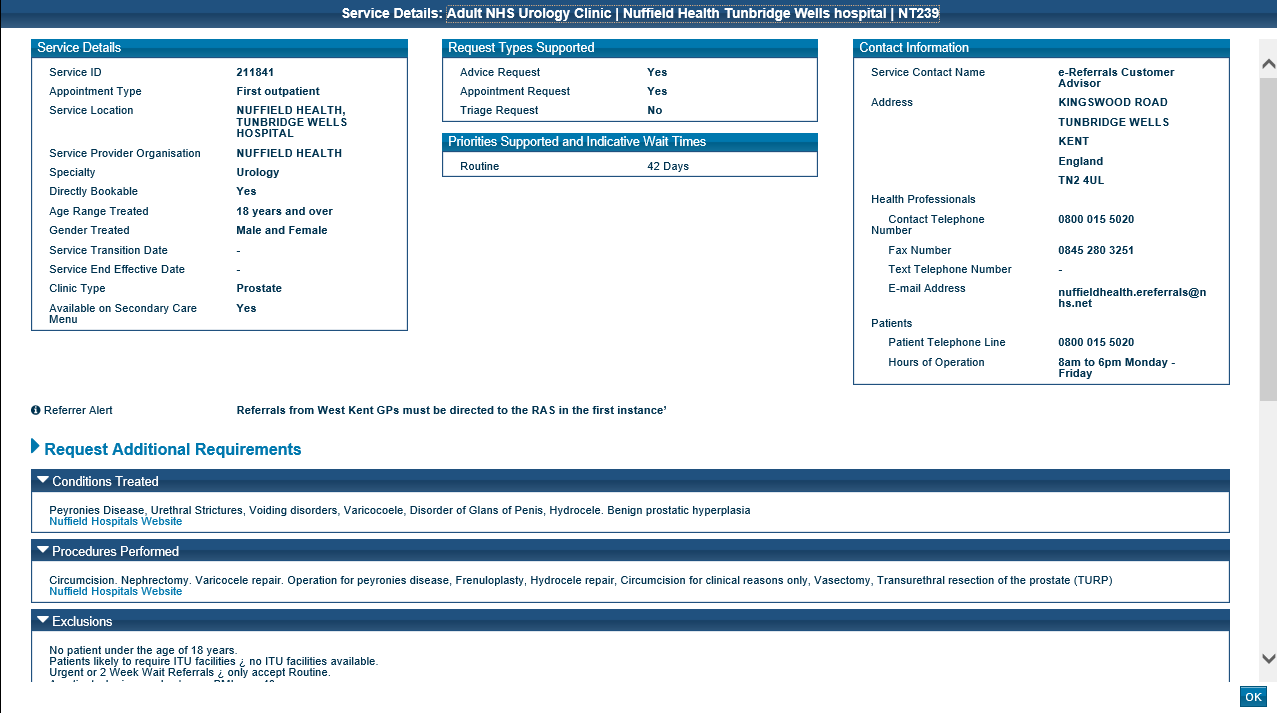 Service Details: Adult NHS Urology Clinic | Nuffield Health Tunbridge Wells hospital | NT239
Service Details
Service ID 211841
Appointment Type First outpatient
Service Location NUFFIELD HEALTH,
TUNBRIDGE WELLS
HOSPITAL
Service Provider Organisation NUFFIELD HEALTH
Specialty Urology
Directly Bookable Yes
Age Range Treated 18 years and over
Gender Treated Male and Female
Service Transition Date -
Service End Effective Date -
Clinic Type Prostate
Available on Secondary Care Yes
Menu
Request Types Supported
Advice Request Yes
Appointment Request Yes
Triage Request No
Priorities Supported and Indicative Wait Times
Routine 42 Days
Contact Information
Service Contact Name e-Referrals Customer
Advisor
Address KINGSWOOD ROAD
TUNBRIDGE WELLS
KENT
England
TN2 4UL
Health Professionals
Contact Telephone 0800 015 5020
Number
Fax Number 0845 280 3251
Text Telephone Number -
E-mail Address nuffieldhealth.ereferrals@n
hs.net
Patients
Patient Telephone Line 0800 015 5020
Hours of Operation 8am to 6pm Monday -
Friday
Referrer Alert Referrals from West Kent GPs must be directed to the RAS in the first instance'
Request Additional Requirements
Conditions Treated
Peyronies Disease, Urethral Strictures, Voiding disorders, Varicocoele, Disorder of Glans of Penis, Hydrocele. Benign prostatic hyperplasia
Nuffield Hospitals Website
Procedures Performed
Circumcision. Nephrectomy. Varicocele repair. Operation for peyronies disease, Frenuloplasty, Hydrocele repair, Circumcision for clinical reasons only, Vasectomy, Transurethral resection of the prostate (TURP)
Nuffield Hospitals Website
Exclusions
No patient under the age of 18 years.
Patients likely to require ITU facilities ¿ no ITU facilities available.
Urgent or 2 Week Wait Referrals ¿ only accept Routine.
OK